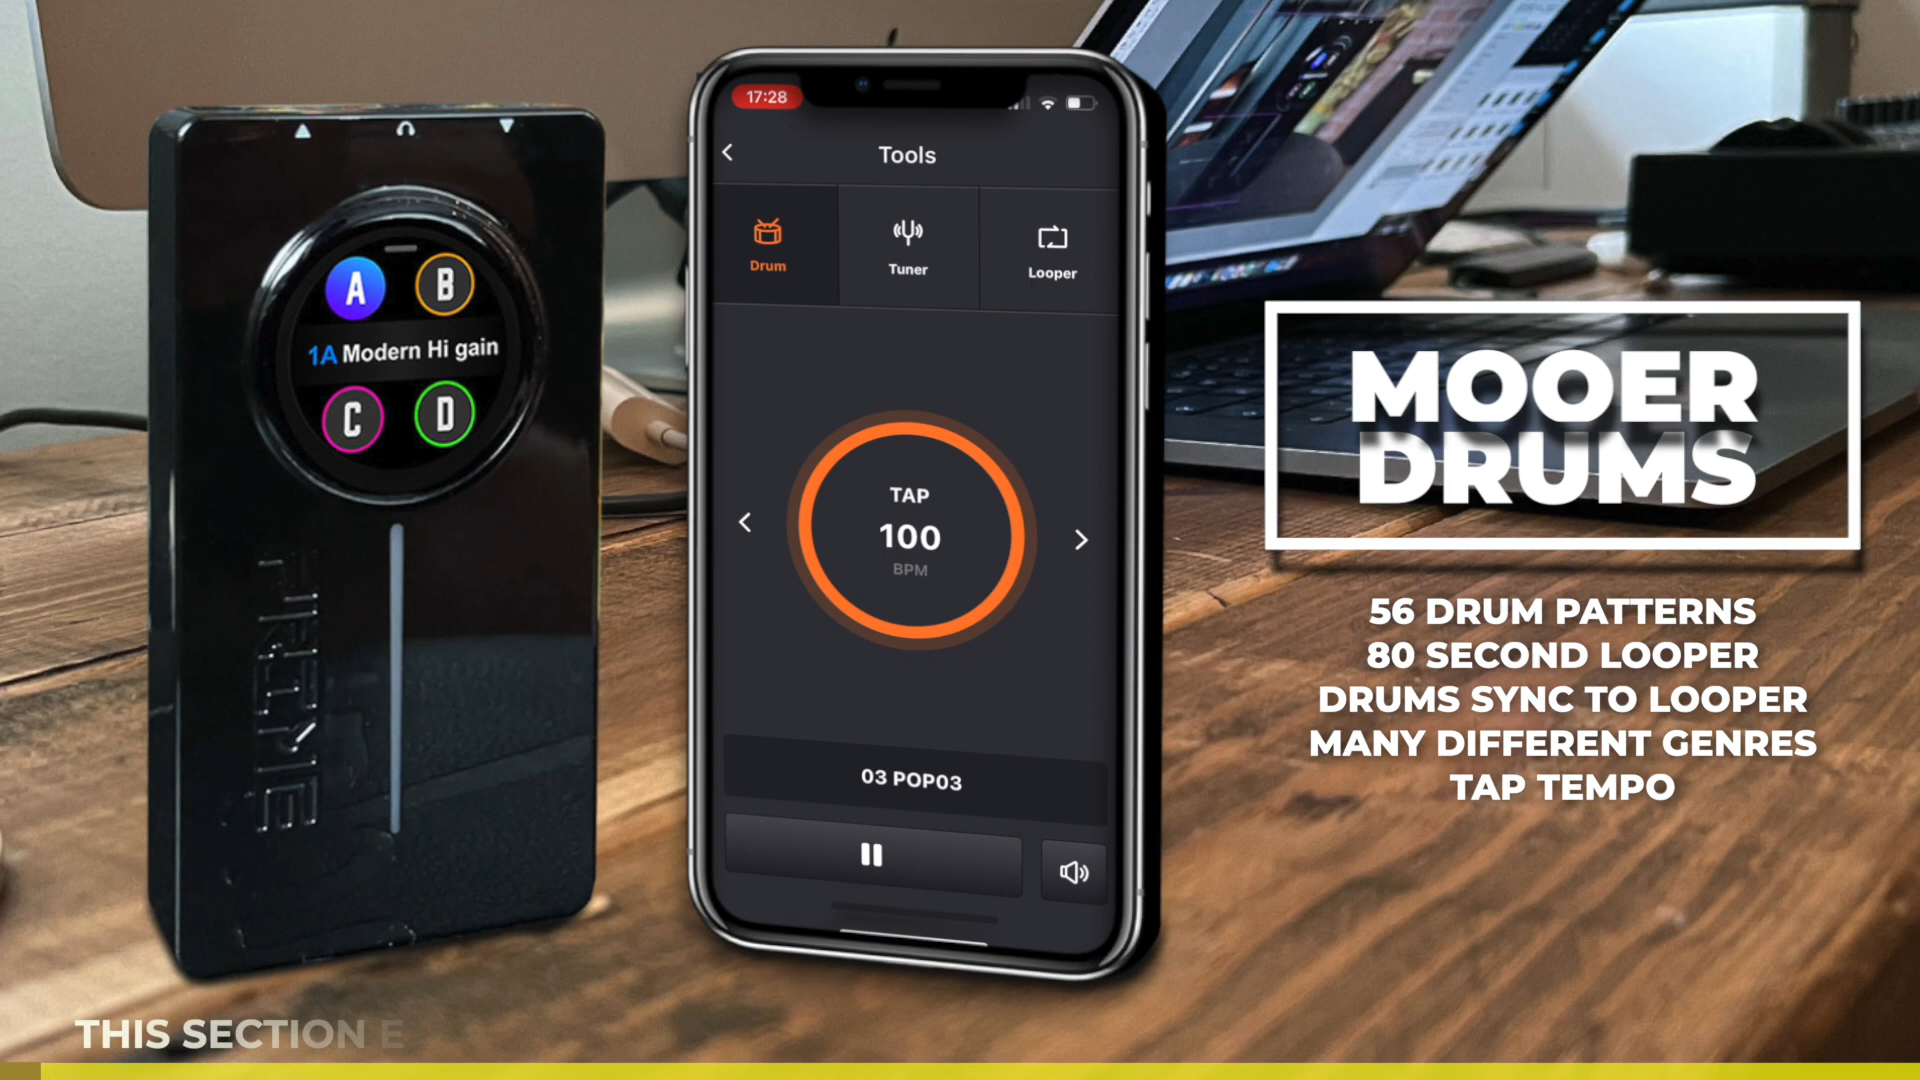 A B
1A Modern Hi gain
C D
PRIME
17:28
Tools
Drum
Tuner
Looper
TAP
100
BPM
03 POP03
MOOER
DRUMS
56 DRUM PATTERNS
80 SECOND LOOPER
DRUMS SYNC TO LOOPER
MANY DIFFERENT GENRES
TAP TEMPO
THIS SECTION E